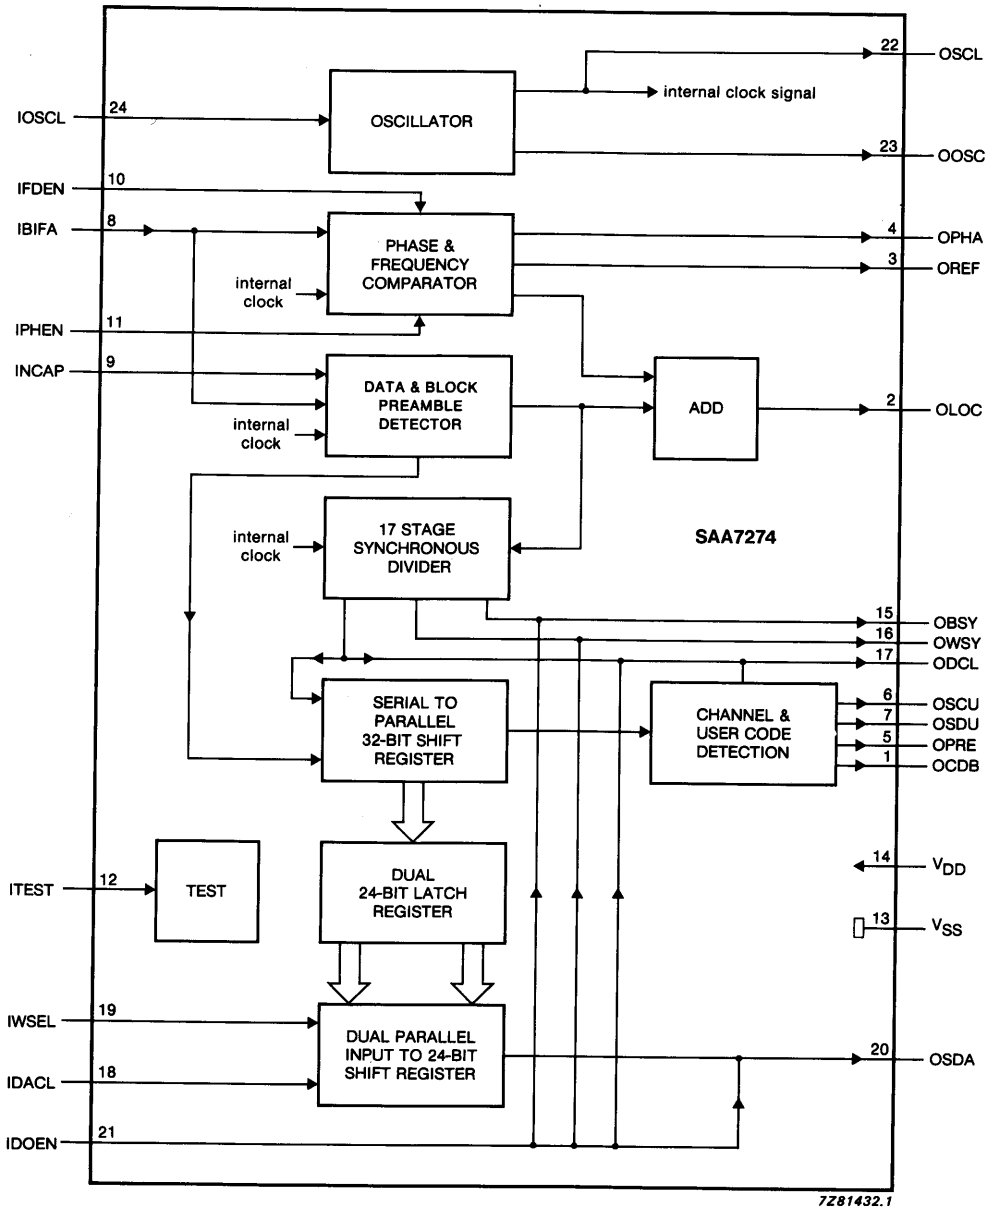 22
OSCL
internal clock signal
IOSCL
24
OSCILLATOR
23
OOSC
IFDEN
10
IBIFA
8
PHASE &
FREQUENCY
COMPARATOR
4
OPHA
3
OREF
internal
clock
IPHEN
11
INCAP
9
DATA & BLOCK
PREAMBLE
DETECTOR
ADD
2
OLOC
internal
clock
17 STAGE
SYNCHRONOUS
DIVIDER
internal
clock
SAA7274
15
OBSY
16
OWSY
17
ODCL
SERIAL TO
PARALLEL
32-BIT SHIFT
REGISTER
CHANNEL &
USER CODE
DETECTION
6
OSCU
7
OSDU
5
OPRE
1
OCDB
14
VDD
ITEST
12
TEST
DUAL
24-BIT LATCH
REGISTER
13
VSS
IWSEL
19
DUAL PARALLEL
INPUT TO 24-BIT
SHIFT REGISTER
20
OSDA
IDACL
18
IDOEN
21
7Z81432.1